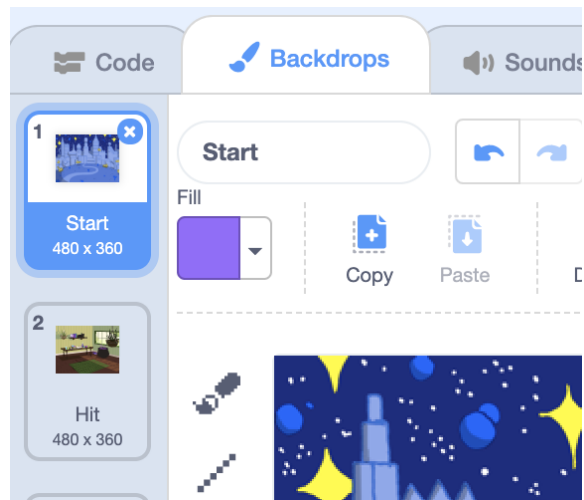 Code
Backdrops
Sounds
1
Start
480 x 360
2
Hit
480 x 360
Start
Fill
Copy
Paste
D